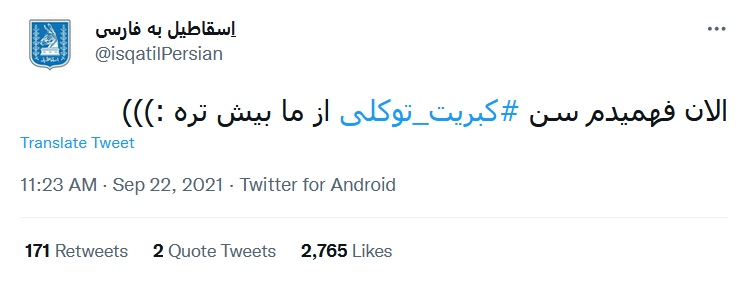 اِسقاطیل به فارسی
@isqatilPersian
الان فهمیدم سن #کبریت_توکلی از ما بیش تره :)))
Translate Tweet
11:23 AM · Sep 22, 2021 · Twitter for Android
171 Retweets 2 Quote Tweets 2,765 Likes